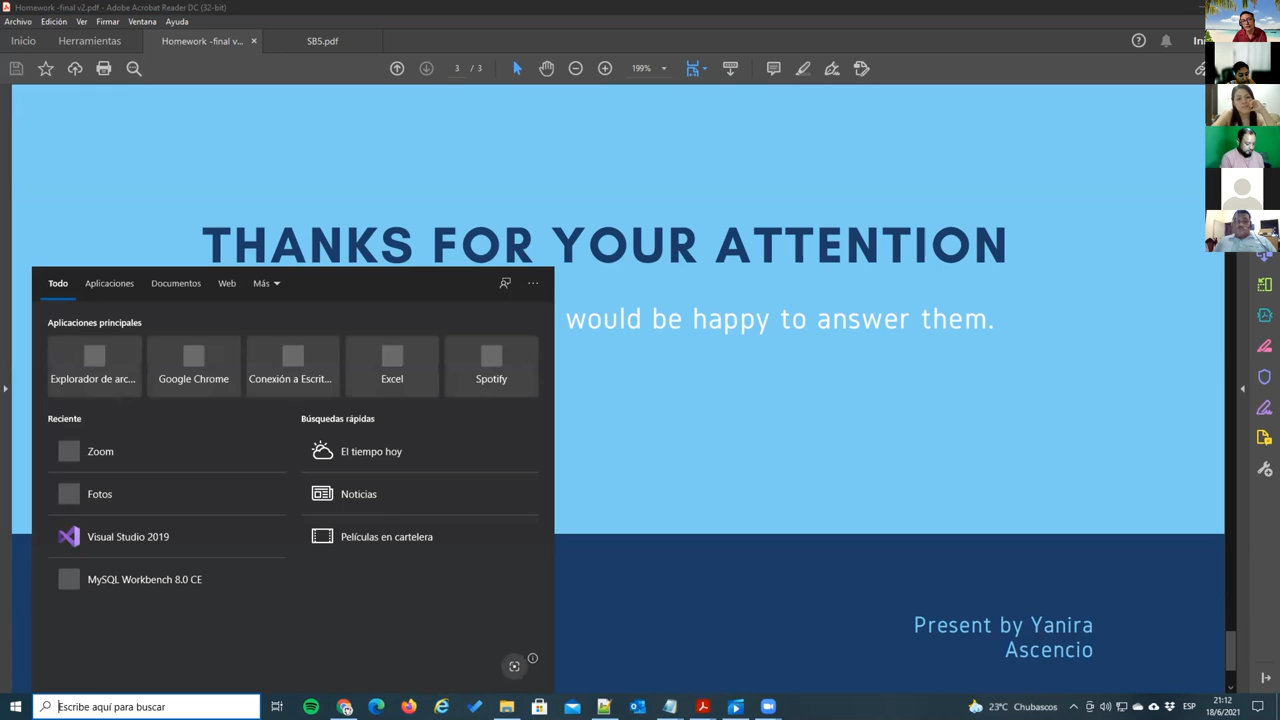 Homework -final v2.pdf - Adobe Acrobat Reader DC (32-bit)
Archivo Edición Ver Firmar Ventana Ayuda
Inicio Herramientas Homework -final v... × SB5.pdf
3 / 3 199%
THANKS FOR YOUR ATTENTION
would be happy to answer them.
Todo Aplicaciones Documentos Web Más
Aplicaciones principales
Explorador de arc... Google Chrome Conexión a Escrit... Excel Spotify
Reciente Búsquedas rápidas
Zoom El tiempo hoy
Fotos Noticias
Visual Studio 2019 Películas en cartelera
MySQL Workbench 8.0 CE
Present by Yanira
Ascencio
Escribe aquí para buscar
23°C Chubascos
21:12
18/6/2021